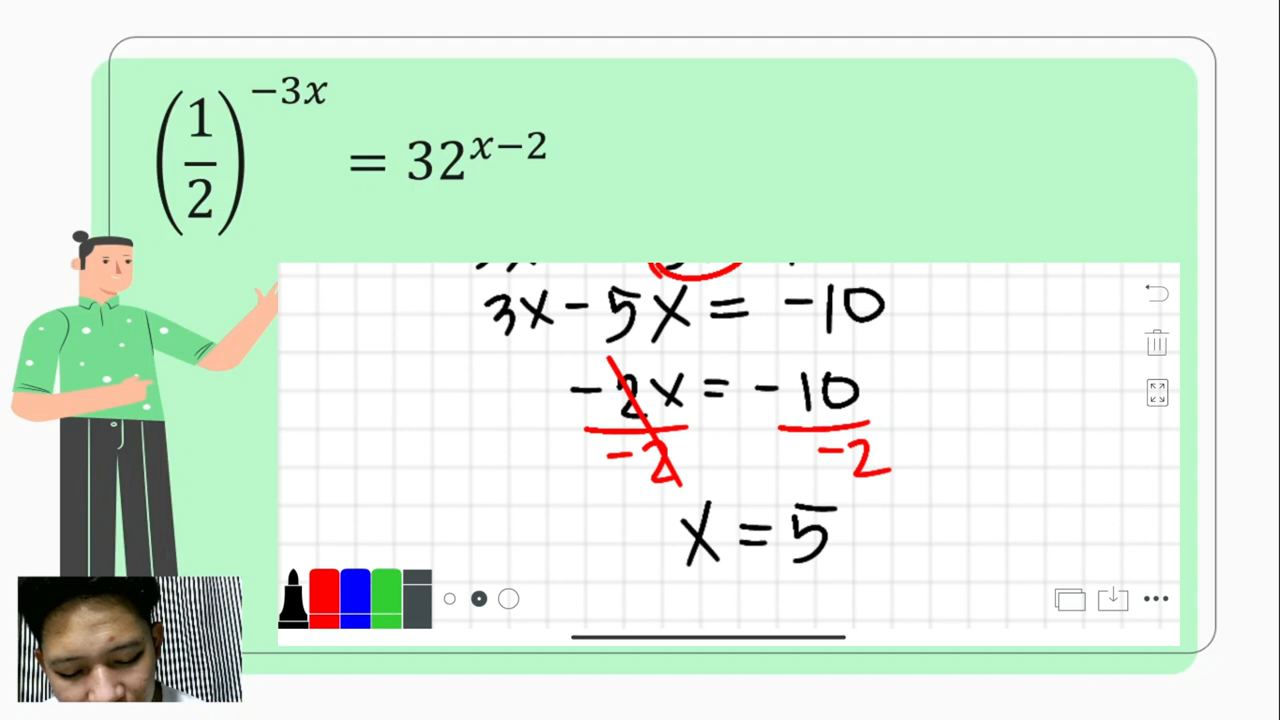 (1/2)^{-3x} = 32^{x-2}
3x - 5x = -10
-2x = -10
-2 -2
x = 5